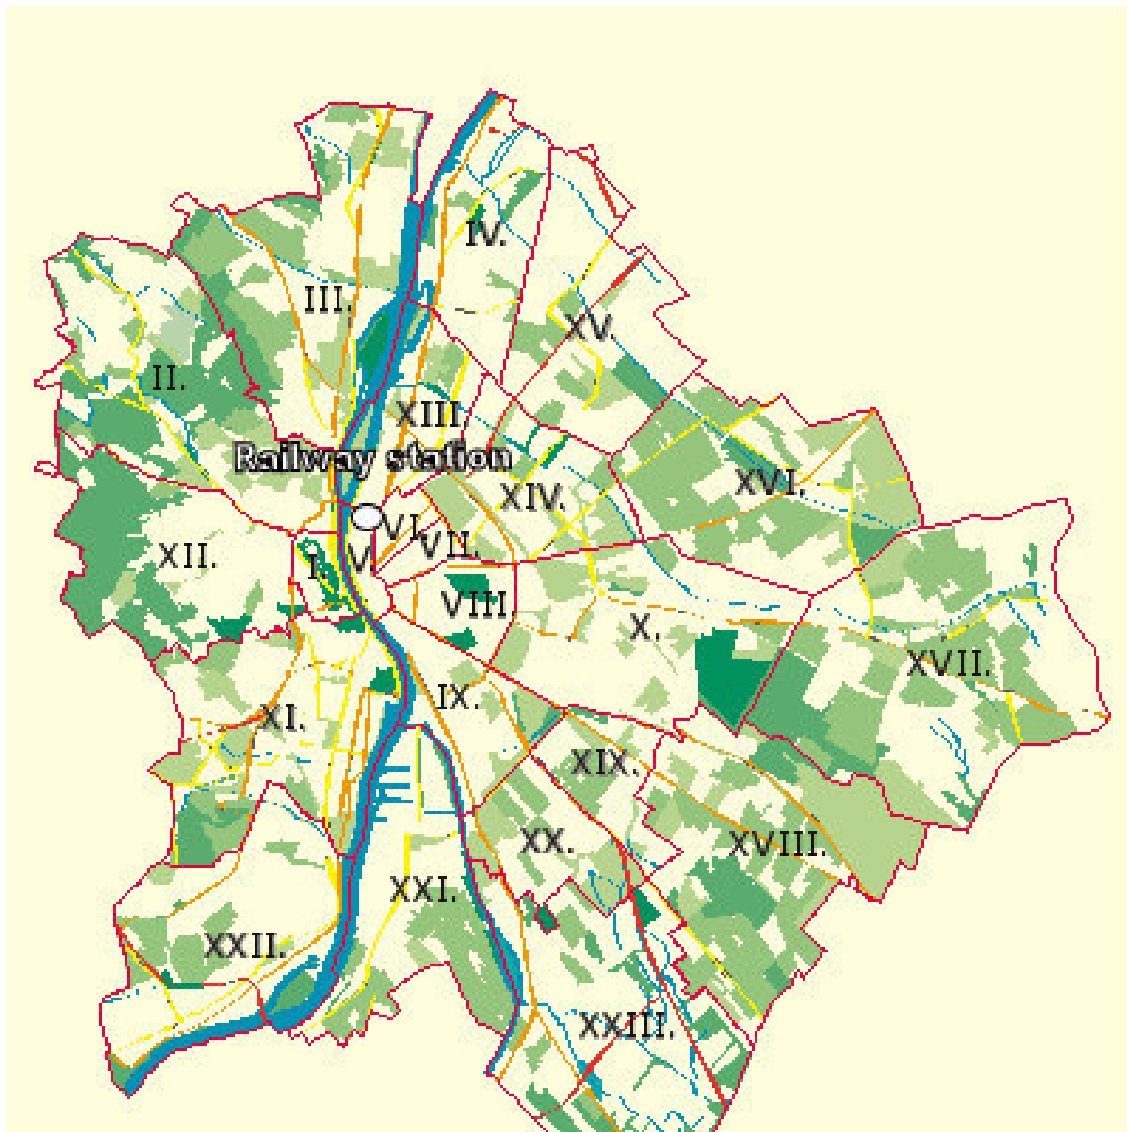 IV.
III.
XV.
II.
XIII.
Railway station
XVI.
XIV.
VI.
VII.
XII.
V.
I.
VIII.
X.
XVII.
IX.
XI.
XIX.
XX.
XVIII.
XXI.
XXII.
XXIII.